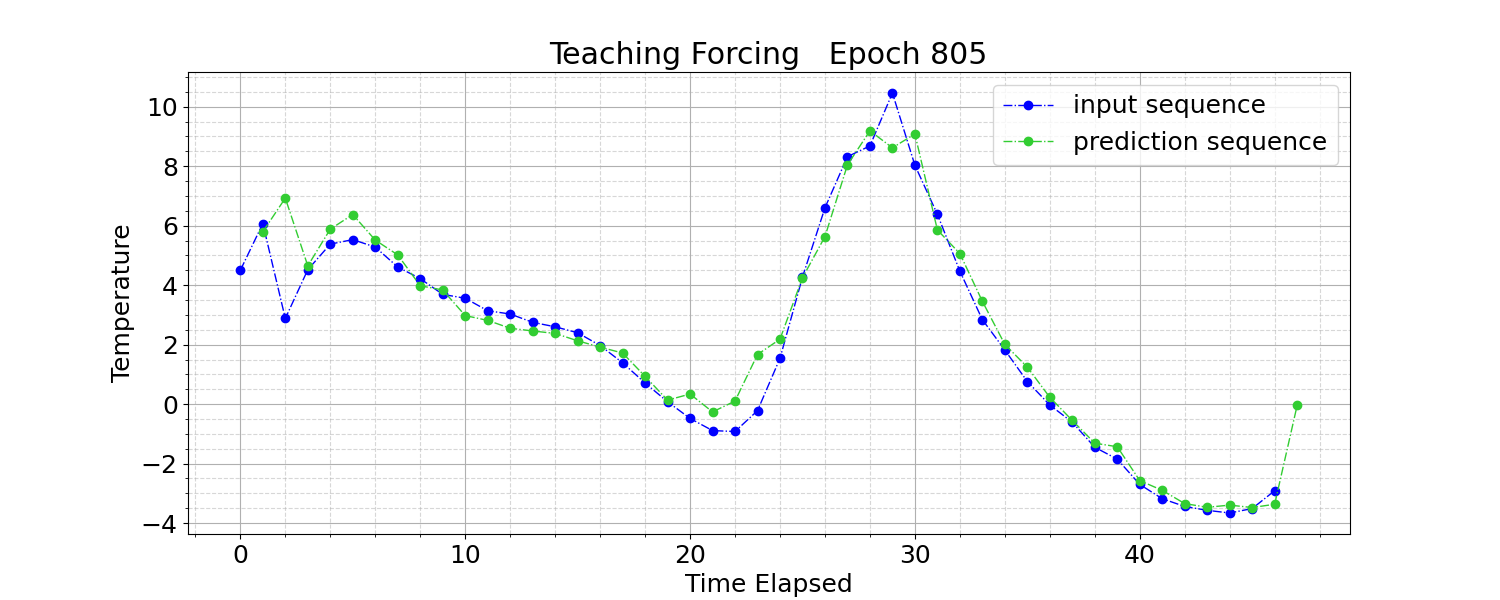 Teaching Forcing   Epoch 805
input sequence
prediction sequence
Temperature
10
8
6
4
2
0
−2
−4
0 10 20 30 40
Time Elapsed